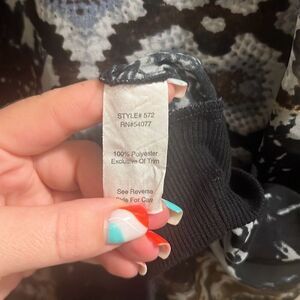 STYLE# 572
RN#54077
100% Polyester
Exclusive Of Trim
See Reverse
Side For Care